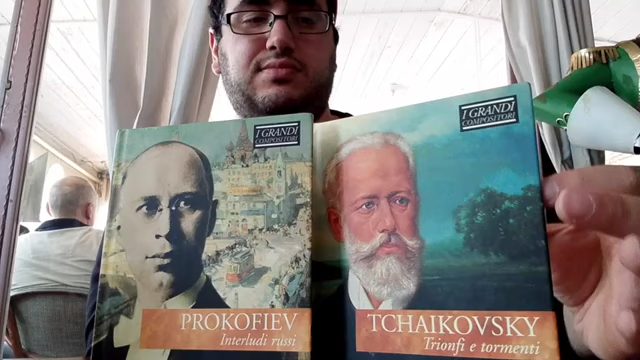 I GRANDI
COMPOSITORI
PROKOFIEV
Interludi russi
I GRANDI
COMPOSITORI
TCHAIKOVSKY
Trionfi e tormenti